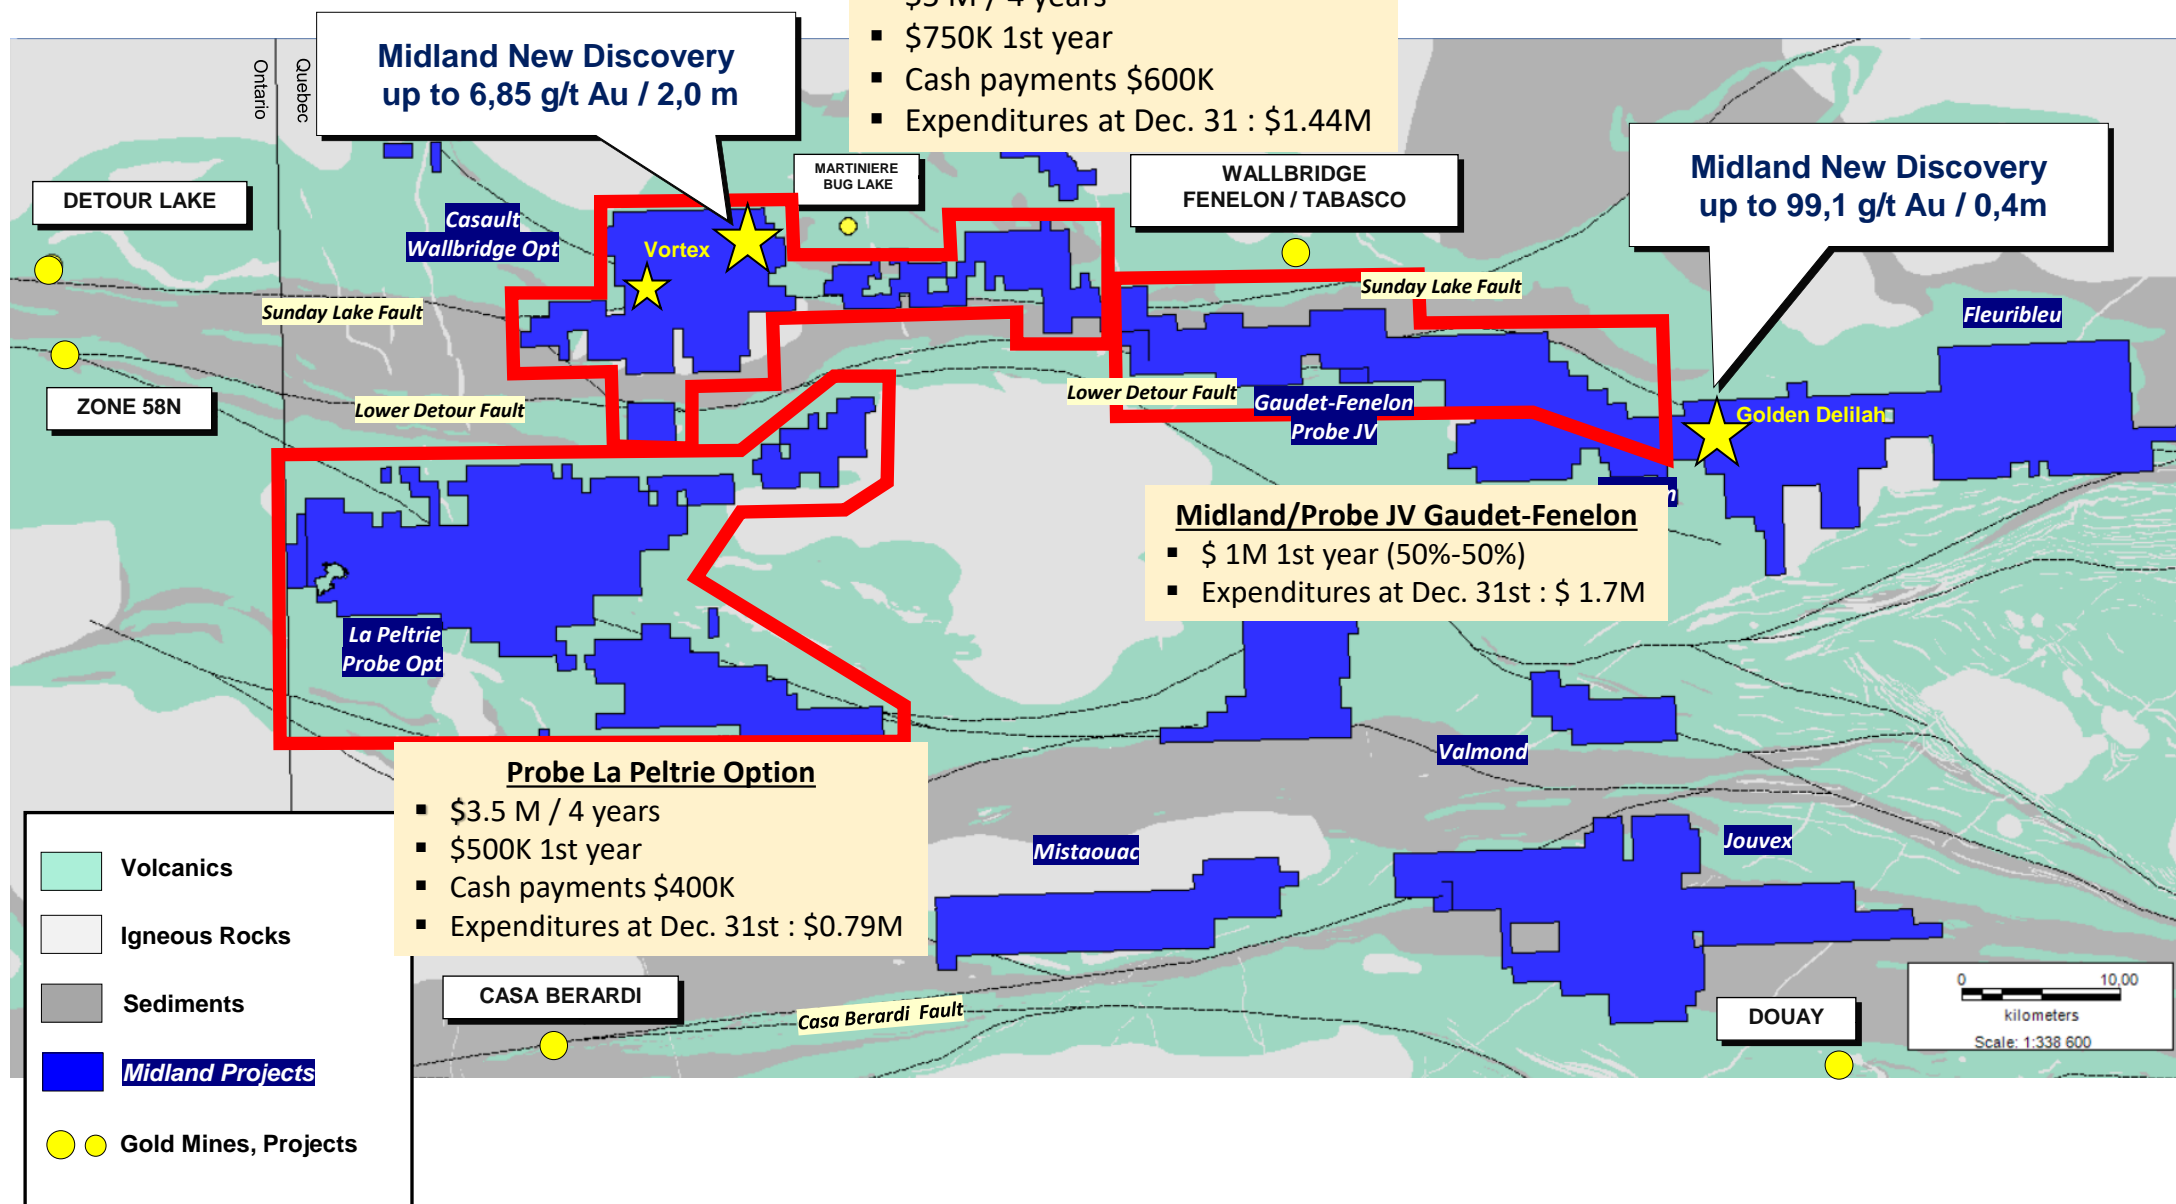 $5 M / 4 years
▪ $750K 1st year
▪ Cash payments $600K
▪ Expenditures at Dec. 31 : $1.44M
Midland New Discovery
up to 6,85 g/t Au / 2,0 m
Ontario
Quebec
MARTINIERE
BUG LAKE
WALLBRIDGE
FENELON / TABASCO
Midland New Discovery
up to 99,1 g/t Au / 0,4m
DETOUR LAKE
Casault
Wallbridge Opt
Vortex
Sunday Lake Fault
Sunday Lake Fault
Fleuribleu
ZONE 58N
Lower Detour Fault
Lower Detour Fault
Gaudet-Fenelon
Probe JV
Golden Delilah
Midland/Probe JV Gaudet-Fenelon
▪ $ 1M 1st year (50%-50%)
▪ Expenditures at Dec. 31st : $ 1.7M
La Peltrie
Probe Opt
Valmond
Probe La Peltrie Option
▪ $3.5 M / 4 years
▪ $500K 1st year
▪ Cash payments $400K
▪ Expenditures at Dec. 31st : $0.79M
Mistaouac
Jouvex
Volcanics
Igneous Rocks
Sediments
Midland Projects
Gold Mines, Projects
CASA BERARDI
Casa Berardi Fault
DOUAY
0 10,00
kilometers
Scale: 1:338 600